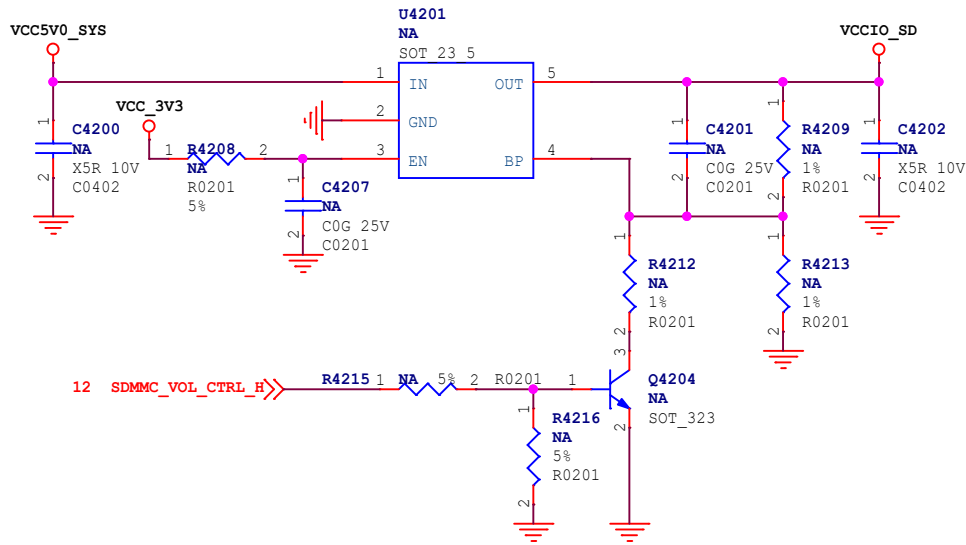 U4201
NA
SOT_23_5
VCC5V0_SYS
VCCIO_SD
1
IN
OUT
5
2
GND
3
EN
BP
4
VCC_3V3
1
R4208
2
NA
R0201
5%
1
C4200
NA
X5R 10V
2
C0402
1
C4207
NA
C0G 25V
2
C0201
1
C4201
NA
C0G 25V
2
C0201
1
R4209
NA
1%
2
R0201
1
C4202
NA
X5R 10V
2
C0402
1
R4212
NA
1%
R0201
2
1
R4213
NA
1%
R0201
2
12 SDMMC_VOL_CTRL_H
R4215 1 NA 5% 2 R0201
1
3
Q4204
NA
SOT_323
2
1
R4216
NA
5%
R0201
2